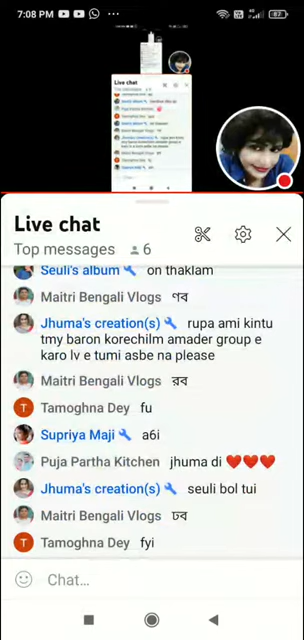 7:08 PM
67
Live chat
Top messages 6
Seuli's album on thaklam
Maitri Bengali Vlogs ণব
Jhuma's creation(s) rupa ami kintu
tmy baron korechilm amader group e
karo lv e tumi asbe na please
Maitri Bengali Vlogs রব
Tamoghna Dey fu
Supriya Maji a6i
Puja Partha Kitchen jhuma di ❤️❤️❤️
Jhuma's creation(s) seuli bol tui
Maitri Bengali Vlogs ঢব
Tamoghna Dey fyi
Chat...